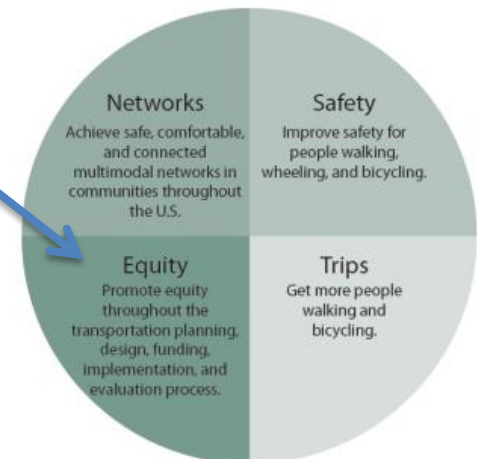 Networks
Achieve safe, comfortable,
and connected
multimodal networks in
communities throughout
the U.S.
Safety
Improve safety for
people walking,
wheeling, and bicycling.
Equity
Promote equity
throughout the
transportation planning,
design, funding,
implementation, and
evaluation process.
Trips
Get more people
walking and
bicycling.